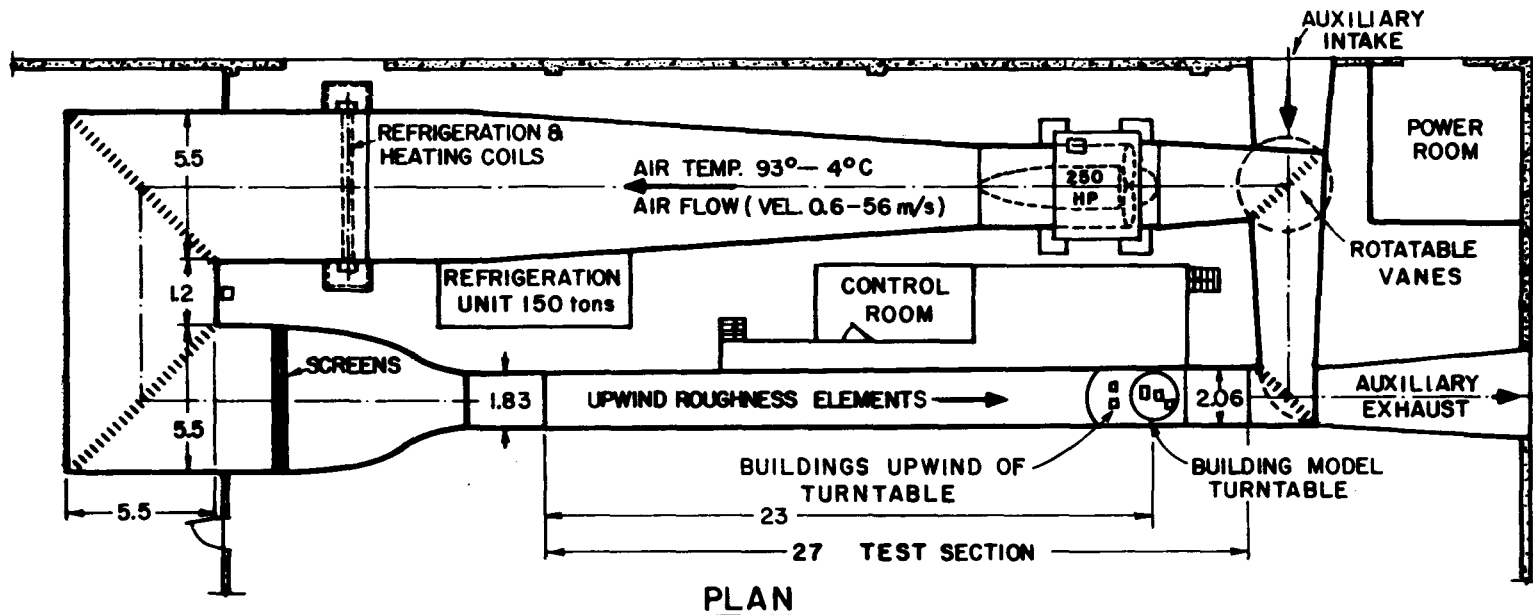 AUXILIARY
INTAKE
5.5
REFRIGERATION &
HEATING COILS
AIR TEMP. 93°— 4°C
AIR FLOW (VEL. 0.6–56 m/s)
250
HP
POWER
ROOM
ROTATABLE
VANES
1.2
REFRIGERATION
UNIT 150 tons
CONTROL
ROOM
SCREENS
5.5
1.83
UPWIND ROUGHNESS ELEMENTS
2.06
AUXILIARY
EXHAUST
BUILDINGS UPWIND OF
TURNTABLE
BUILDING MODEL
TURNTABLE
5.5
23
27 TEST SECTION
PLAN